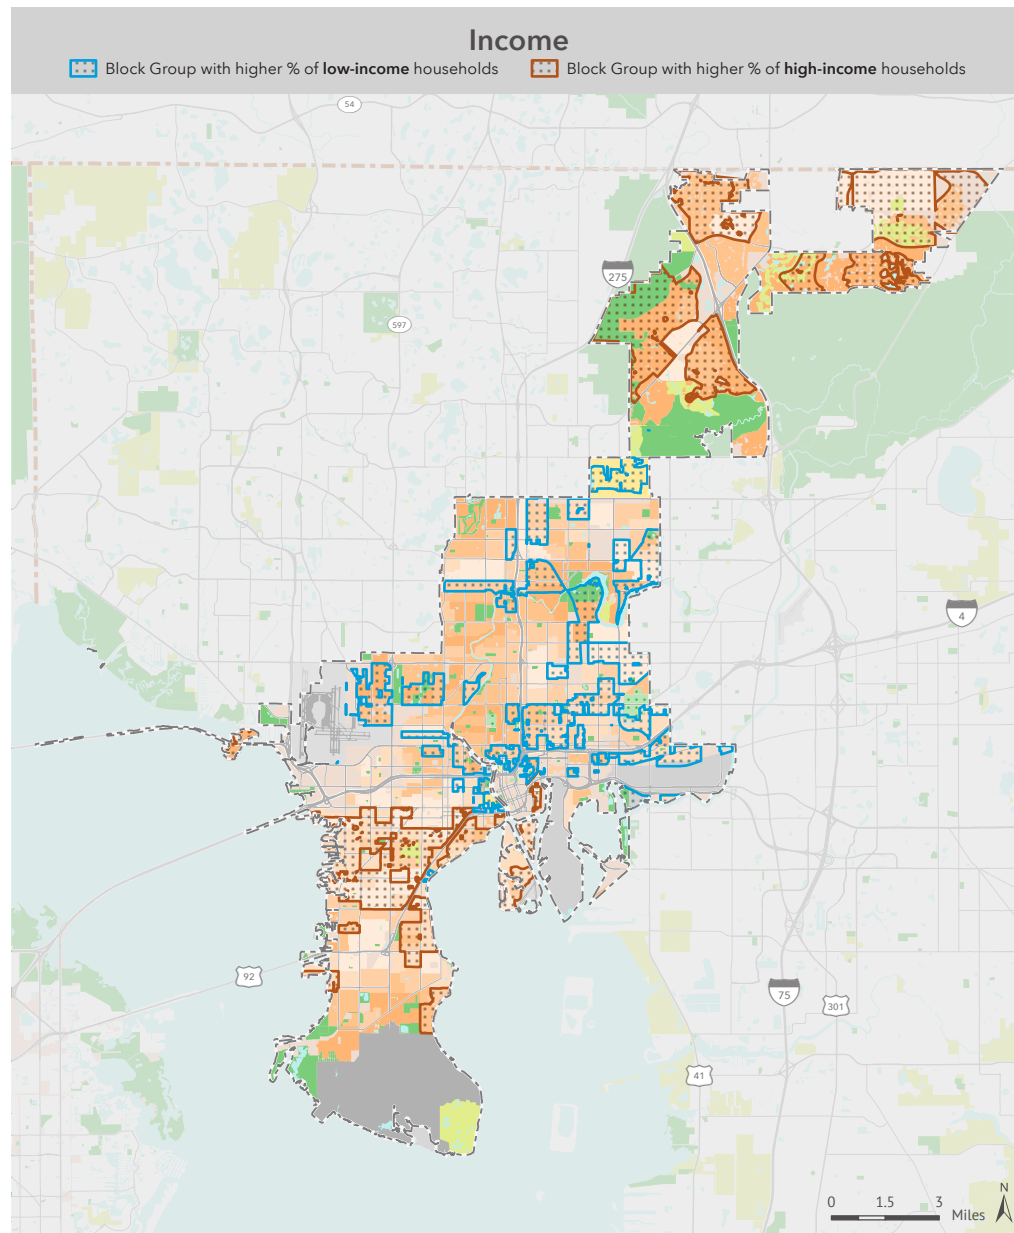 Income
Block Group with higher % of low-income households
Block Group with higher % of high-income households
54
275
597
4
92
75
301
41
N
0 1.5 3
Miles